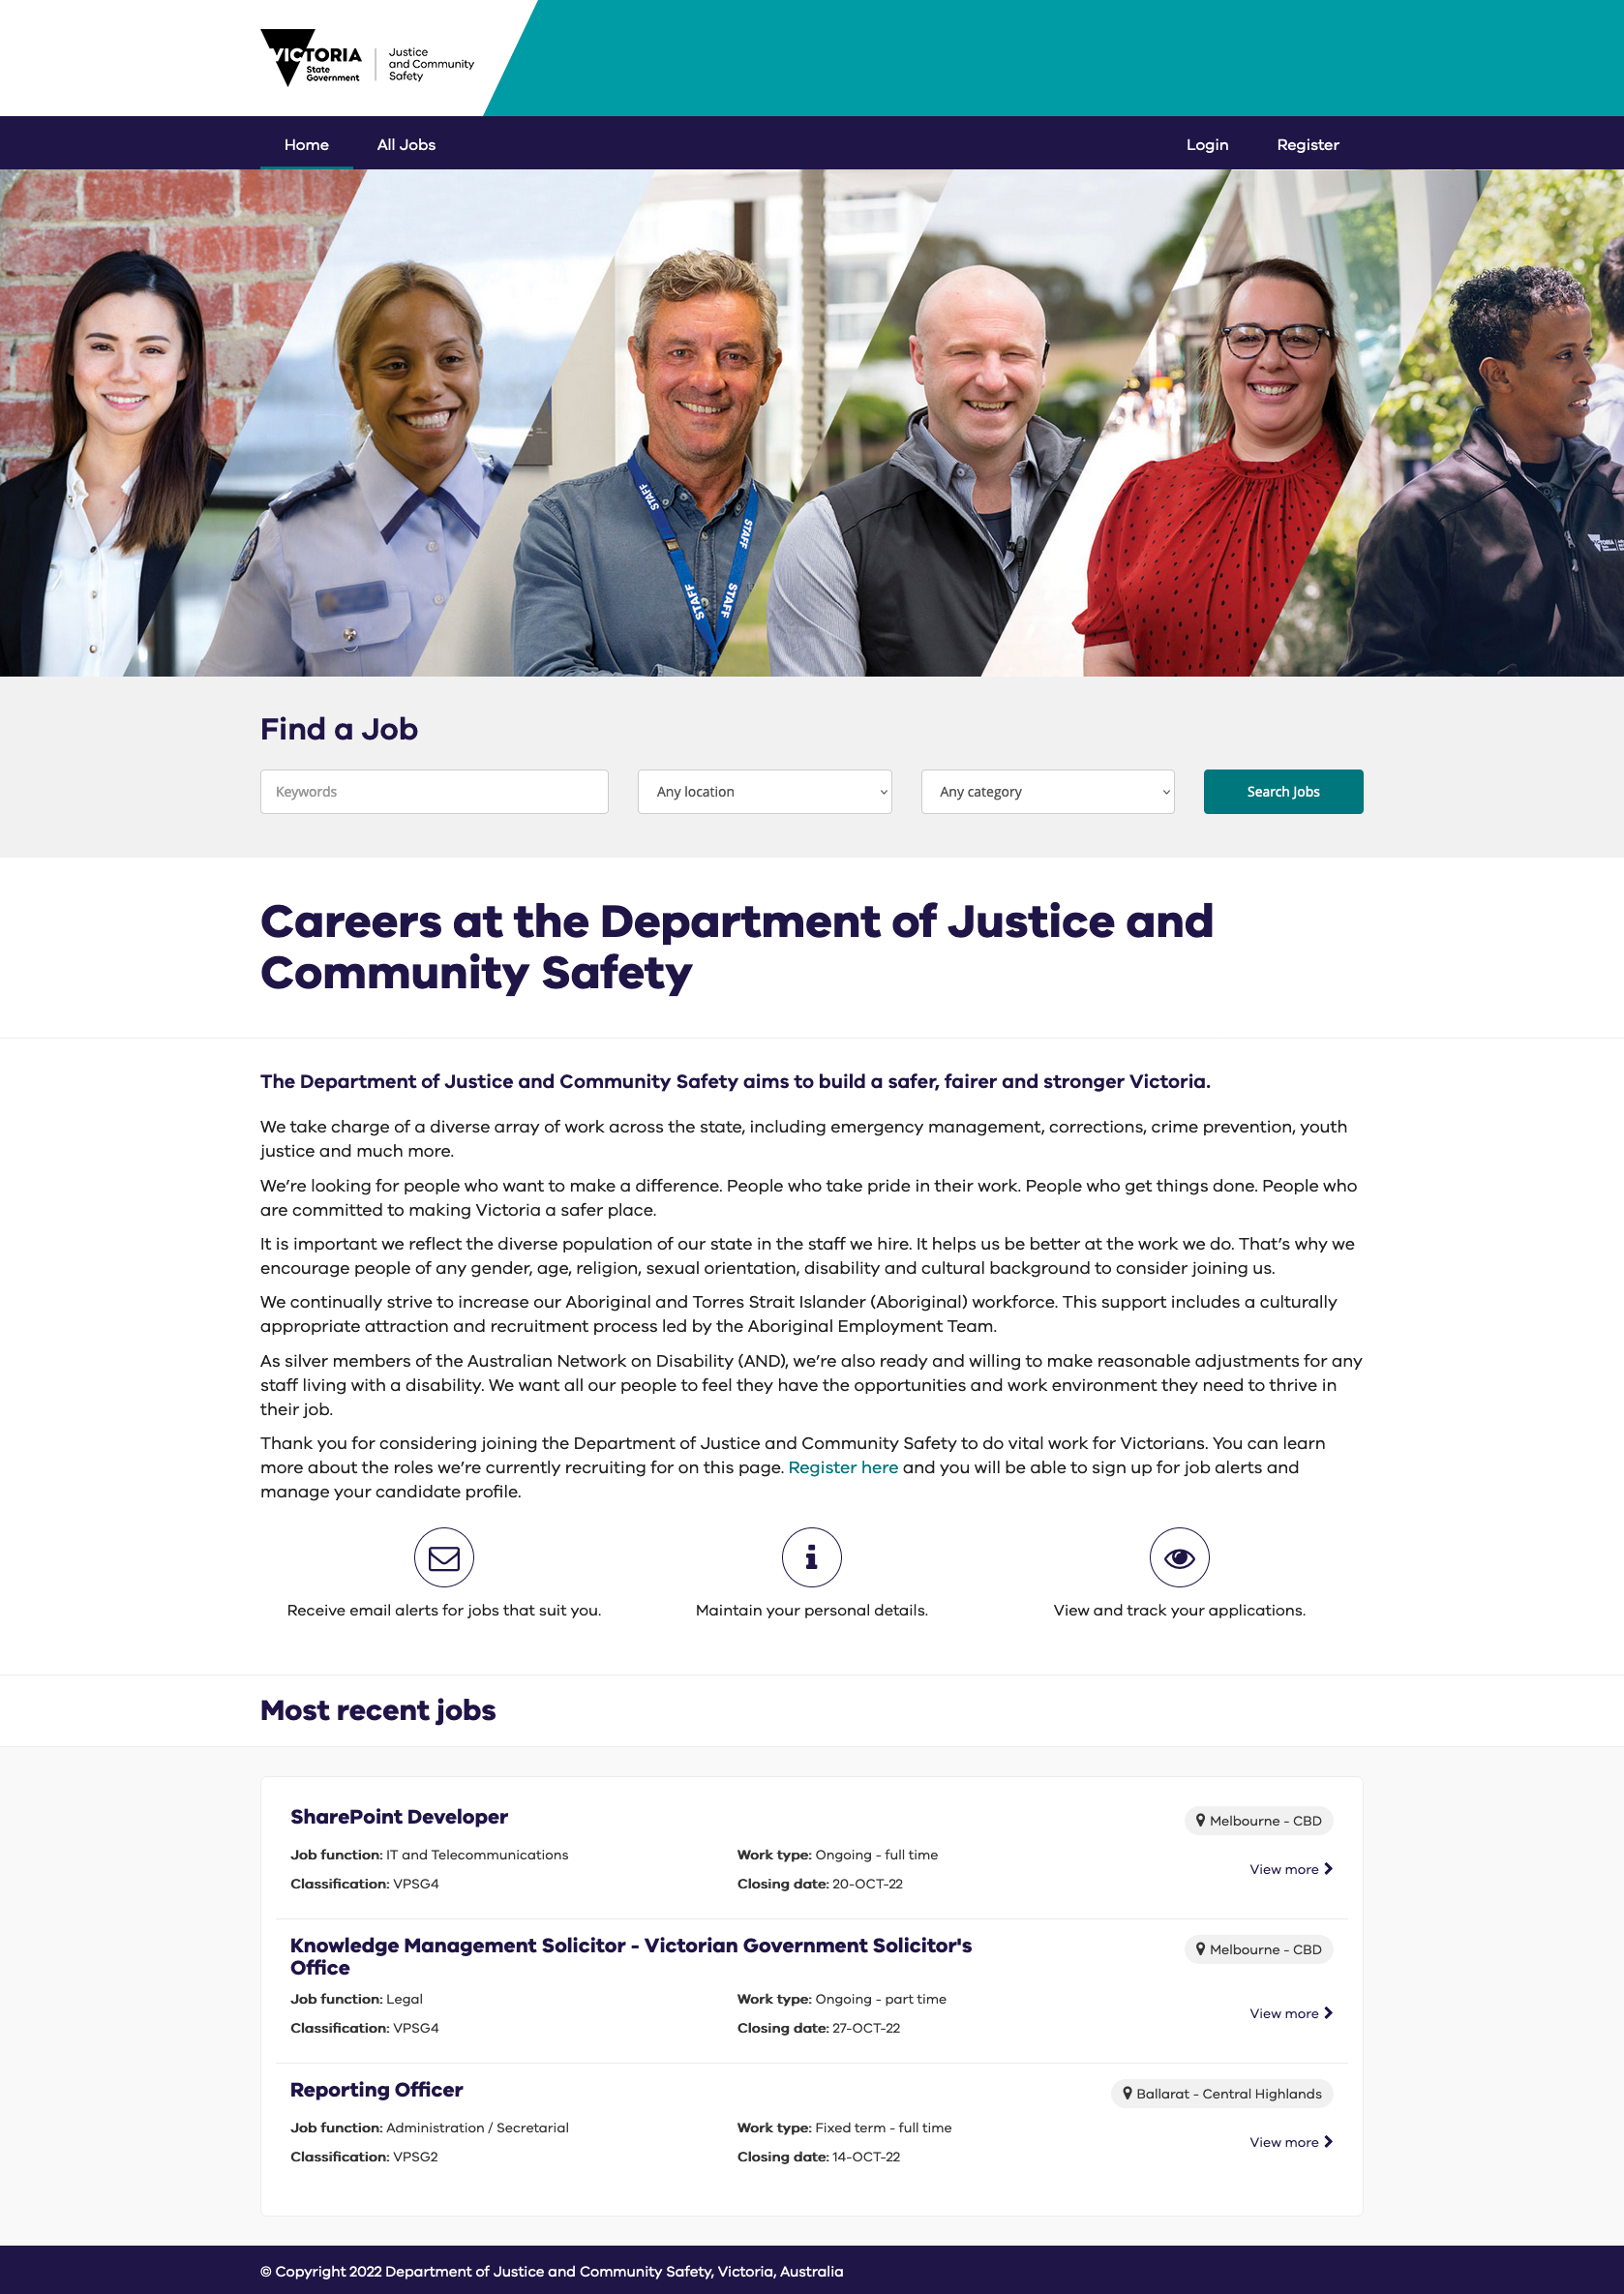 VICTORIA
State
Government
Justice
and Community
Safety
Home
All Jobs
Login
Register
STAFF
STAFF
STAFF
STAFF
VICTORIA
Find a Job
Keywords
Any location
Any category
Search Jobs
Careers at the Department of Justice and
Community Safety
The Department of Justice and Community Safety aims to build a safer, fairer and stronger Victoria.
We take charge of a diverse array of work across the state, including emergency management, corrections, crime prevention, youth
justice and much more.
We’re looking for people who want to make a difference. People who take pride in their work. People who get things done. People who
are committed to making Victoria a safer place.
It is important we reflect the diverse population of our state in the staff we hire. It helps us be better at the work we do. That’s why we
encourage people of any gender, age, religion, sexual orientation, disability and cultural background to consider joining us.
We continually strive to increase our Aboriginal and Torres Strait Islander (Aboriginal) workforce. This support includes a culturally
appropriate attraction and recruitment process led by the Aboriginal Employment Team.
As silver members of the Australian Network on Disability (AND), we’re also ready and willing to make reasonable adjustments for any
staff living with a disability. We want all our people to feel they have the opportunities and work environment they need to thrive in
their job.
Thank you for considering joining the Department of Justice and Community Safety to do vital work for Victorians. You can learn
more about the roles we’re currently recruiting for on this page. Register here and you will be able to sign up for job alerts and
manage your candidate profile.
Receive email alerts for jobs that suit you.
Maintain your personal details.
View and track your applications.
Most recent jobs
SharePoint Developer
Melbourne - CBD
Job function: IT and Telecommunications
Work type: Ongoing - full time
View more
Classification: VPSG4
Closing date: 20-OCT-22
Knowledge Management Solicitor - Victorian Government Solicitor's
Office
Melbourne - CBD
Job function: Legal
Work type: Ongoing - part time
View more
Classification: VPSG4
Closing date: 27-OCT-22
Reporting Officer
Ballarat - Central Highlands
Job function: Administration / Secretarial
Work type: Fixed term - full time
View more
Classification: VPSG2
Closing date: 14-OCT-22
© Copyright 2022 Department of Justice and Community Safety, Victoria, Australia